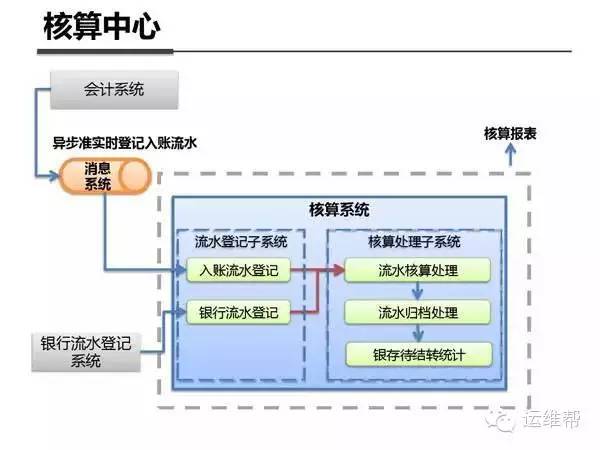 核算中心
会计系统
异步准实时登记入账流水
消息
系统
核算报表
核算系统
流水登记子系统
核算处理子系统
入账流水登记
流水核算处理
银行流水登记
流水归档处理
银行流水登记
系统
银存待结转统计
运维帮